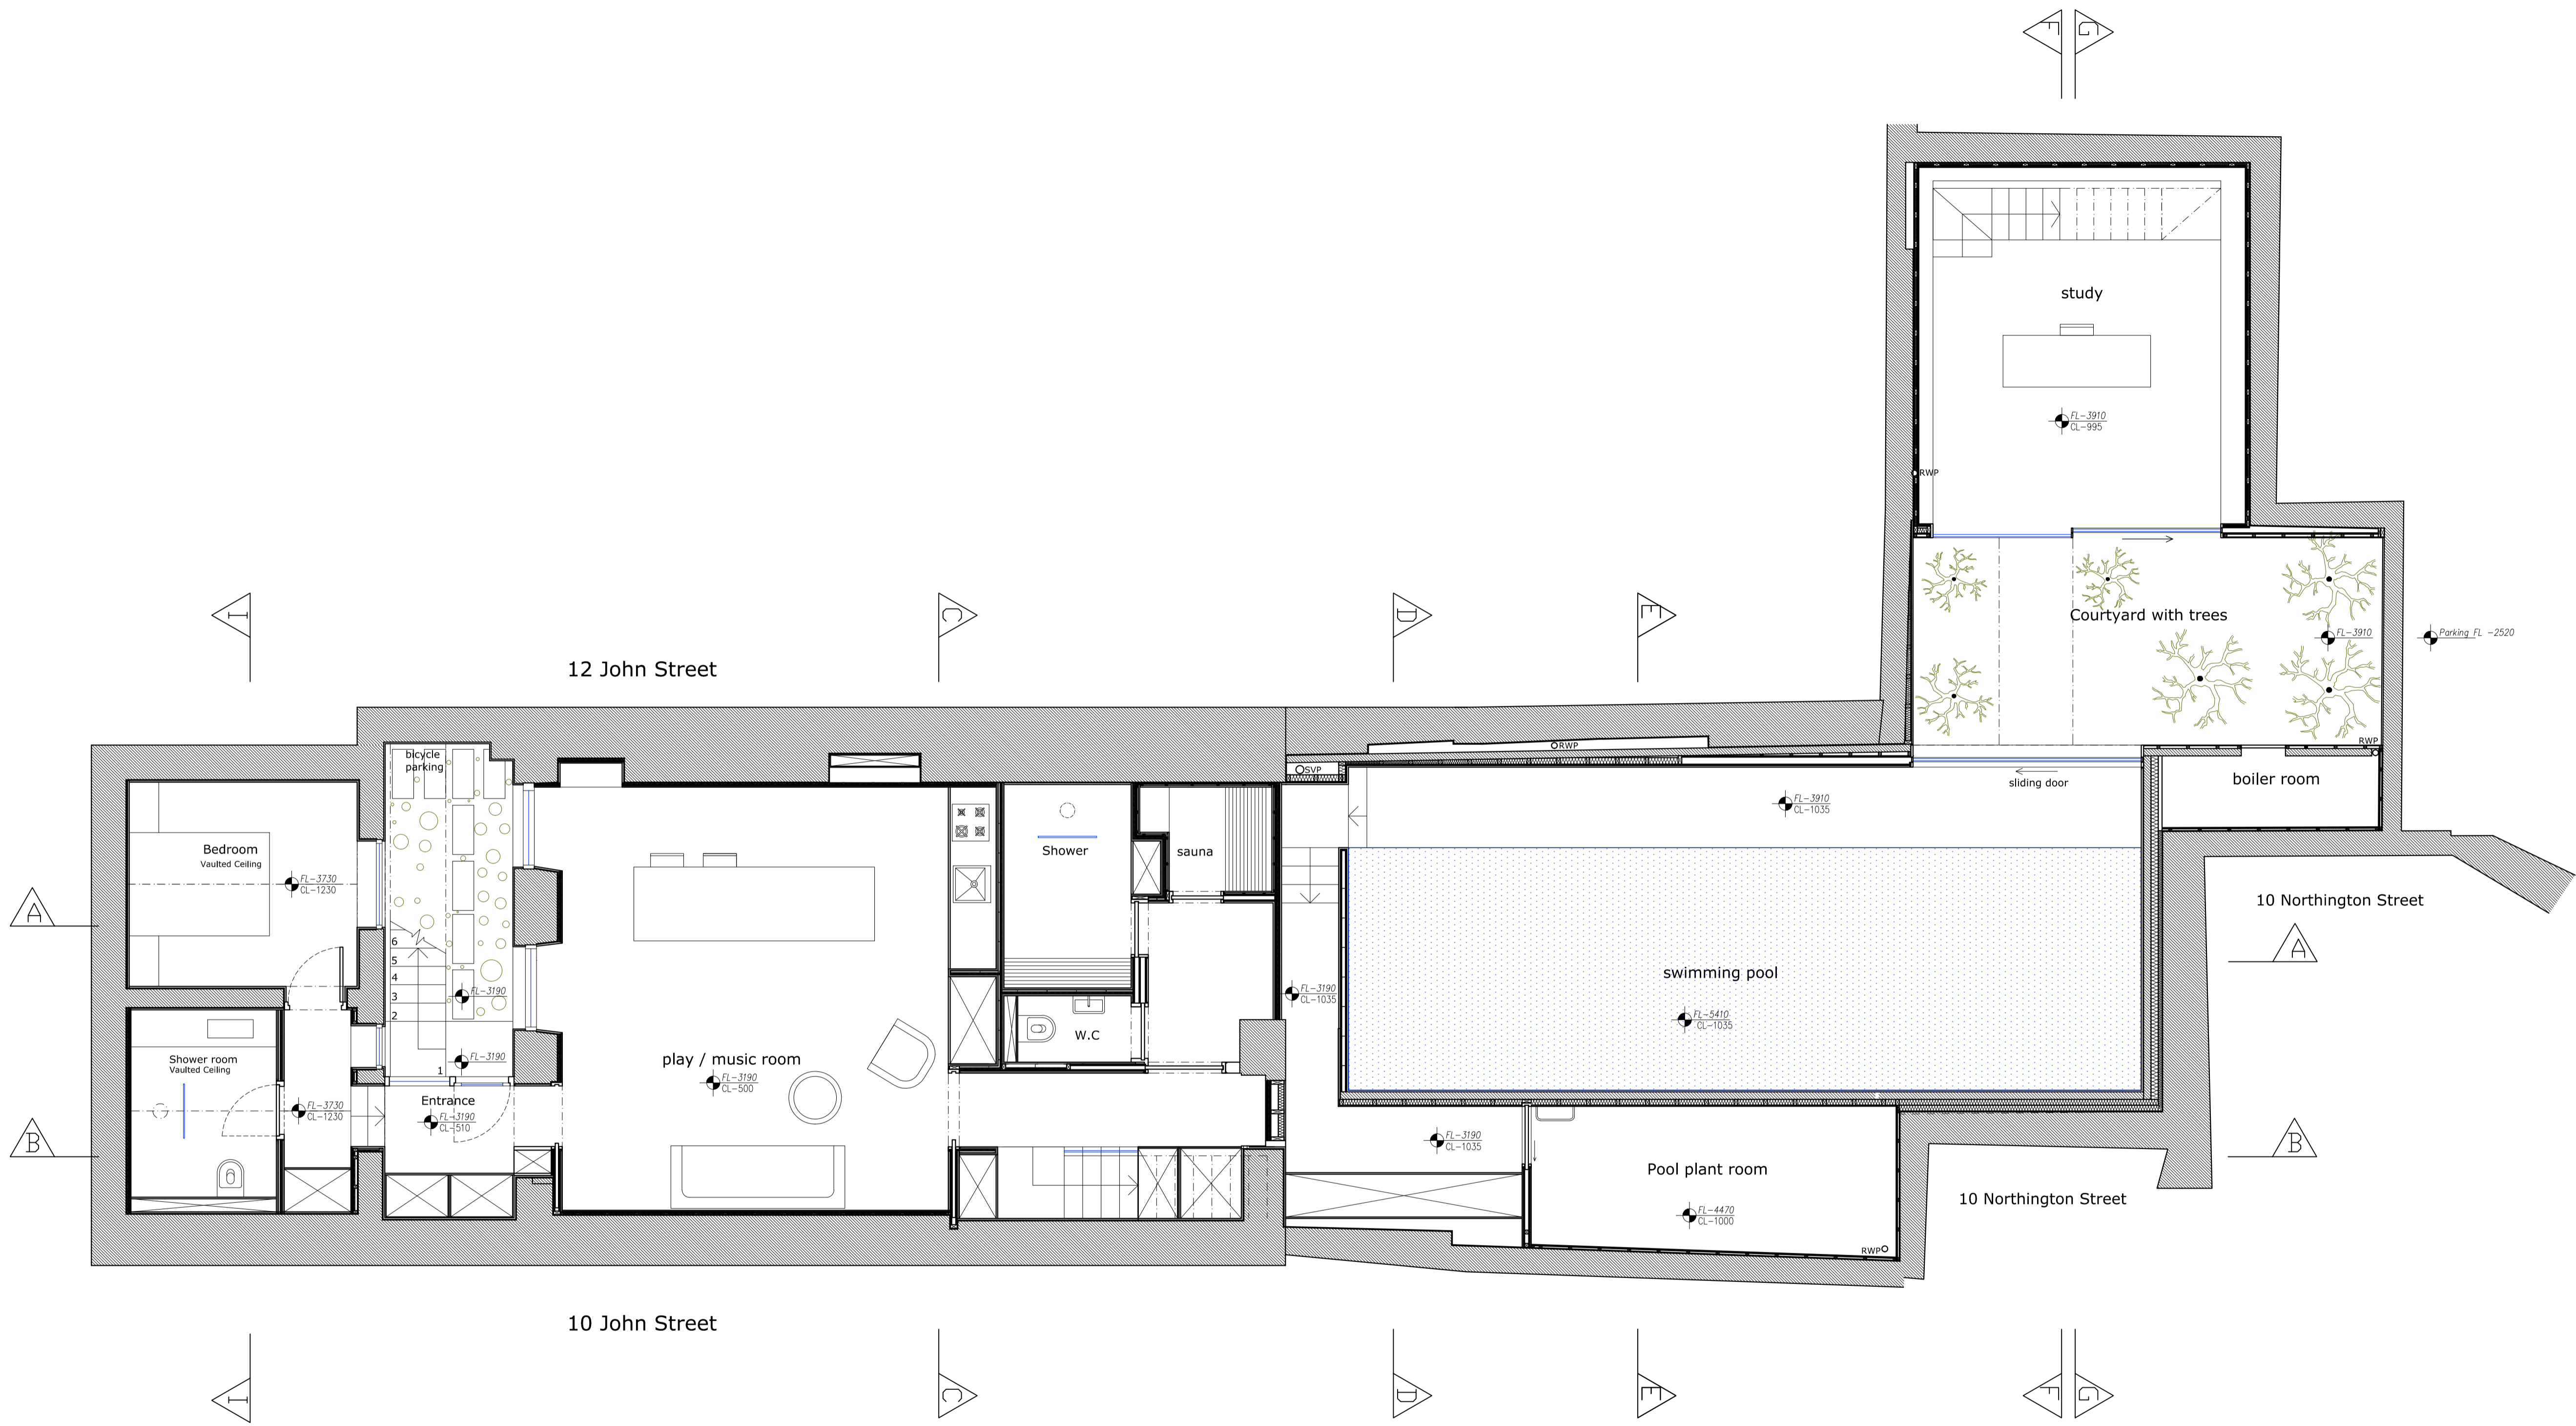 F G
study
FL-3910
CL-995
RWP
I
C
D
E
Courtyard with trees
FL-3910
Parking FL -2520
12 John Street
RWP
RWP
SVP
bicycle
parking
sliding door
boiler room
FL-3910
CL-1035
Bedroom
Vaulted Ceiling
FL-3730
CL-1230
Shower
sauna
A
10 Northington Street
A
6
5
4
3
2
1
FL-3190
FL-3190
swimming pool
FL-5410
CL-1035
FL-3190
CL-1035
W.C
Shower room
Vaulted Ceiling
play / music room
FL-3190
CL-500
Entrance
FL-3190
CL-510
FL-3730
CL-1230
B
FL-3190
CL-1035
B
Pool plant room
FL-4470
CL-1000
RWP
10 Northington Street
10 John Street
I
C
D
E
F G